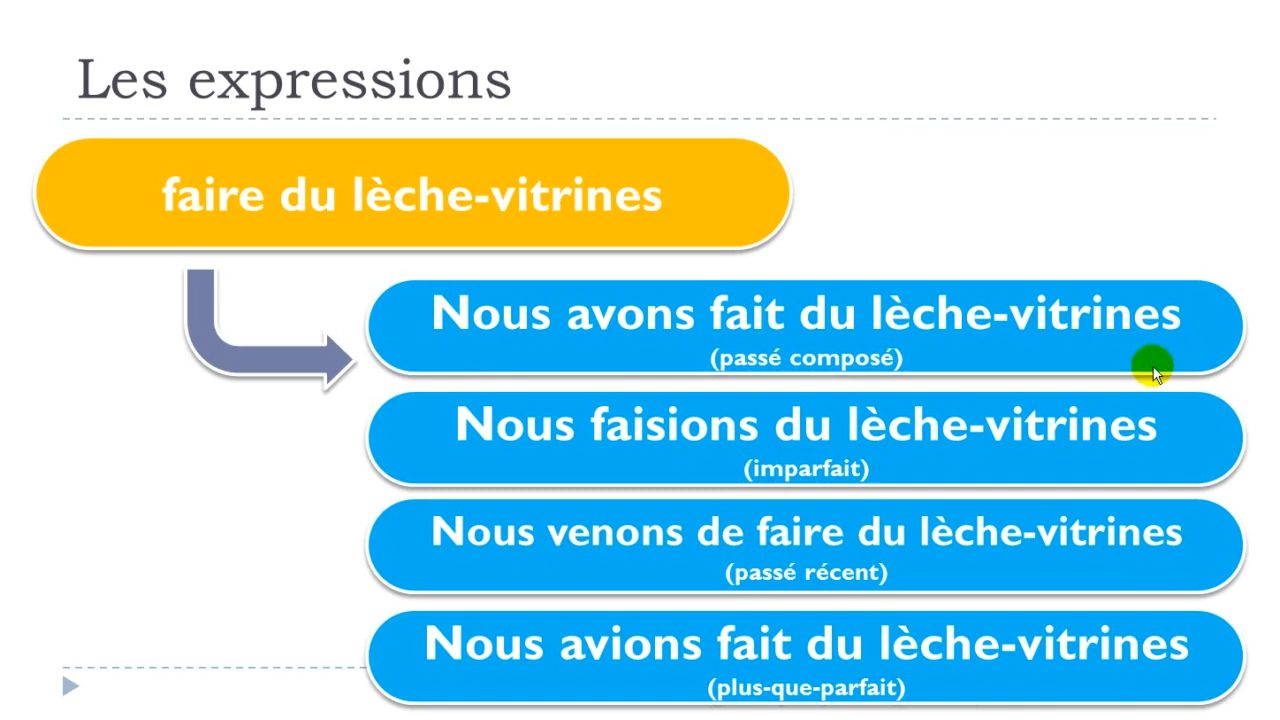 Les expressions
faire du lèche-vitrines
Nous avons fait du lèche-vitrines
(passé composé)
Nous faisions du lèche-vitrines
(imparfait)
Nous venons de faire du lèche-vitrines
(passé récent)
Nous avions fait du lèche-vitrines
(plus-que-parfait)